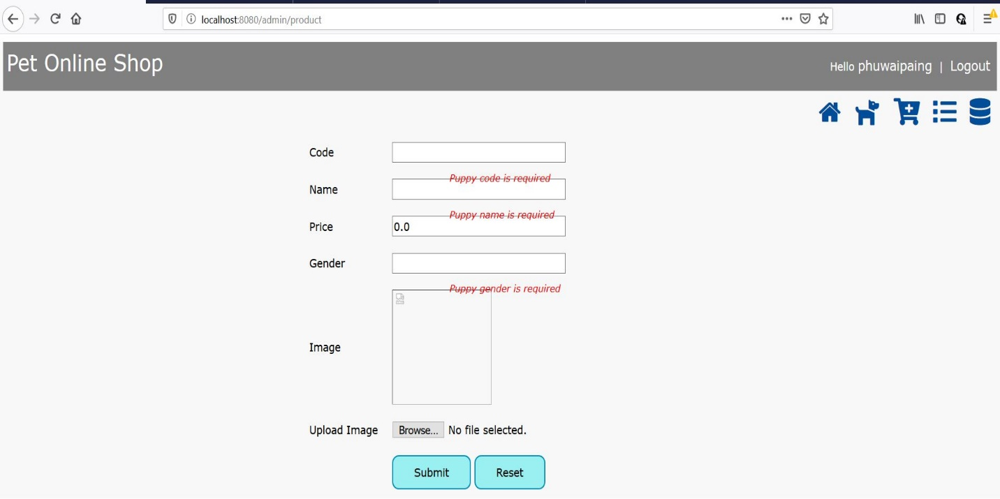 localhost:8080/admin/product
Pet Online Shop
Hello phuwaipaing | Logout
Code
Puppy code is required
Name
Puppy name is required
Price 0.0
Gender
Puppy gender is required
Image
Upload Image Browse... No file selected.
Submit Reset